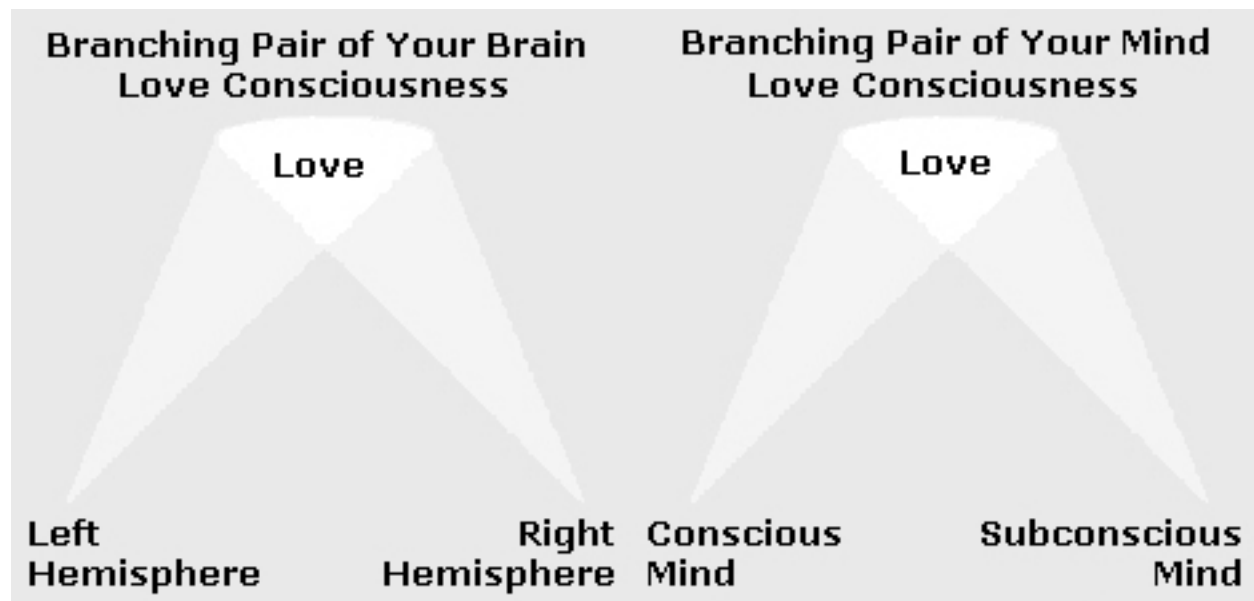 Branching Pair of Your Brain
Love Consciousness
Love
Left
Hemisphere
Right
Hemisphere
Branching Pair of Your Mind
Love Consciousness
Love
Conscious
Mind
Subconscious
Mind